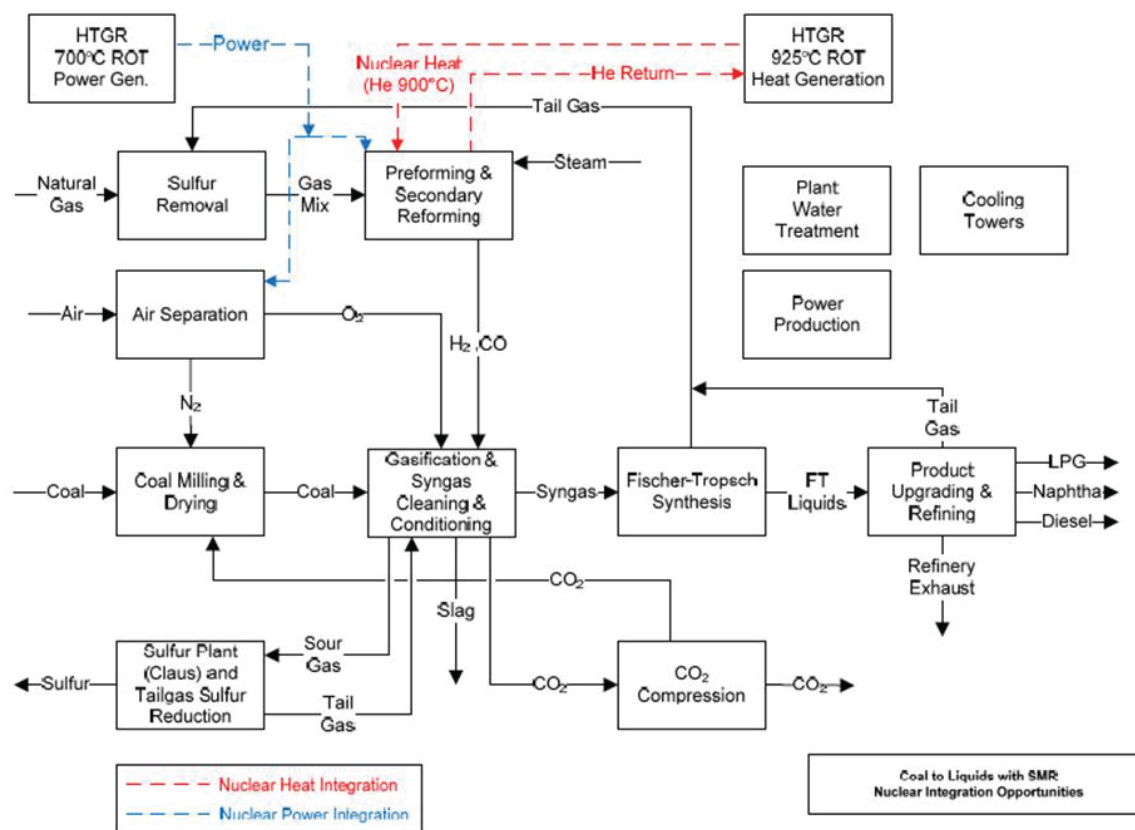 HTGR
700°C ROT
Power Gen.
Power
Nuclear Heat
(He 900°C)
He Return
HTGR
925°C ROT
Heat Generation
Tail Gas
Natural
Gas
Sulfur
Removal
Gas
Mix
Preforming &
Secondary
Reforming
Steam
Plant
Water
Treatment
Cooling
Towers
Air
Air Separation
O₂
H₂ ,CO
Power
Production
N₂
Tail
Gas
Coal
Coal Milling &
Drying
Coal
Gasification &
Syngas
Cleaning &
Conditioning
Syngas
Fischer-Tropsch
Synthesis
FT
Liquids
Product
Upgrading &
Refining
LPG
Naphtha
Diesel
CO₂
Refinery
Exhaust
Slag
Sour
Gas
Sulfur
Sulfur Plant
(Claus) and
Tailgas Sulfur
Reduction
Tail
Gas
CO₂
CO₂
Compression
CO₂
Nuclear Heat Integration
Nuclear Power Integration
Coal to Liquids with SMR
Nuclear Integration Opportunities